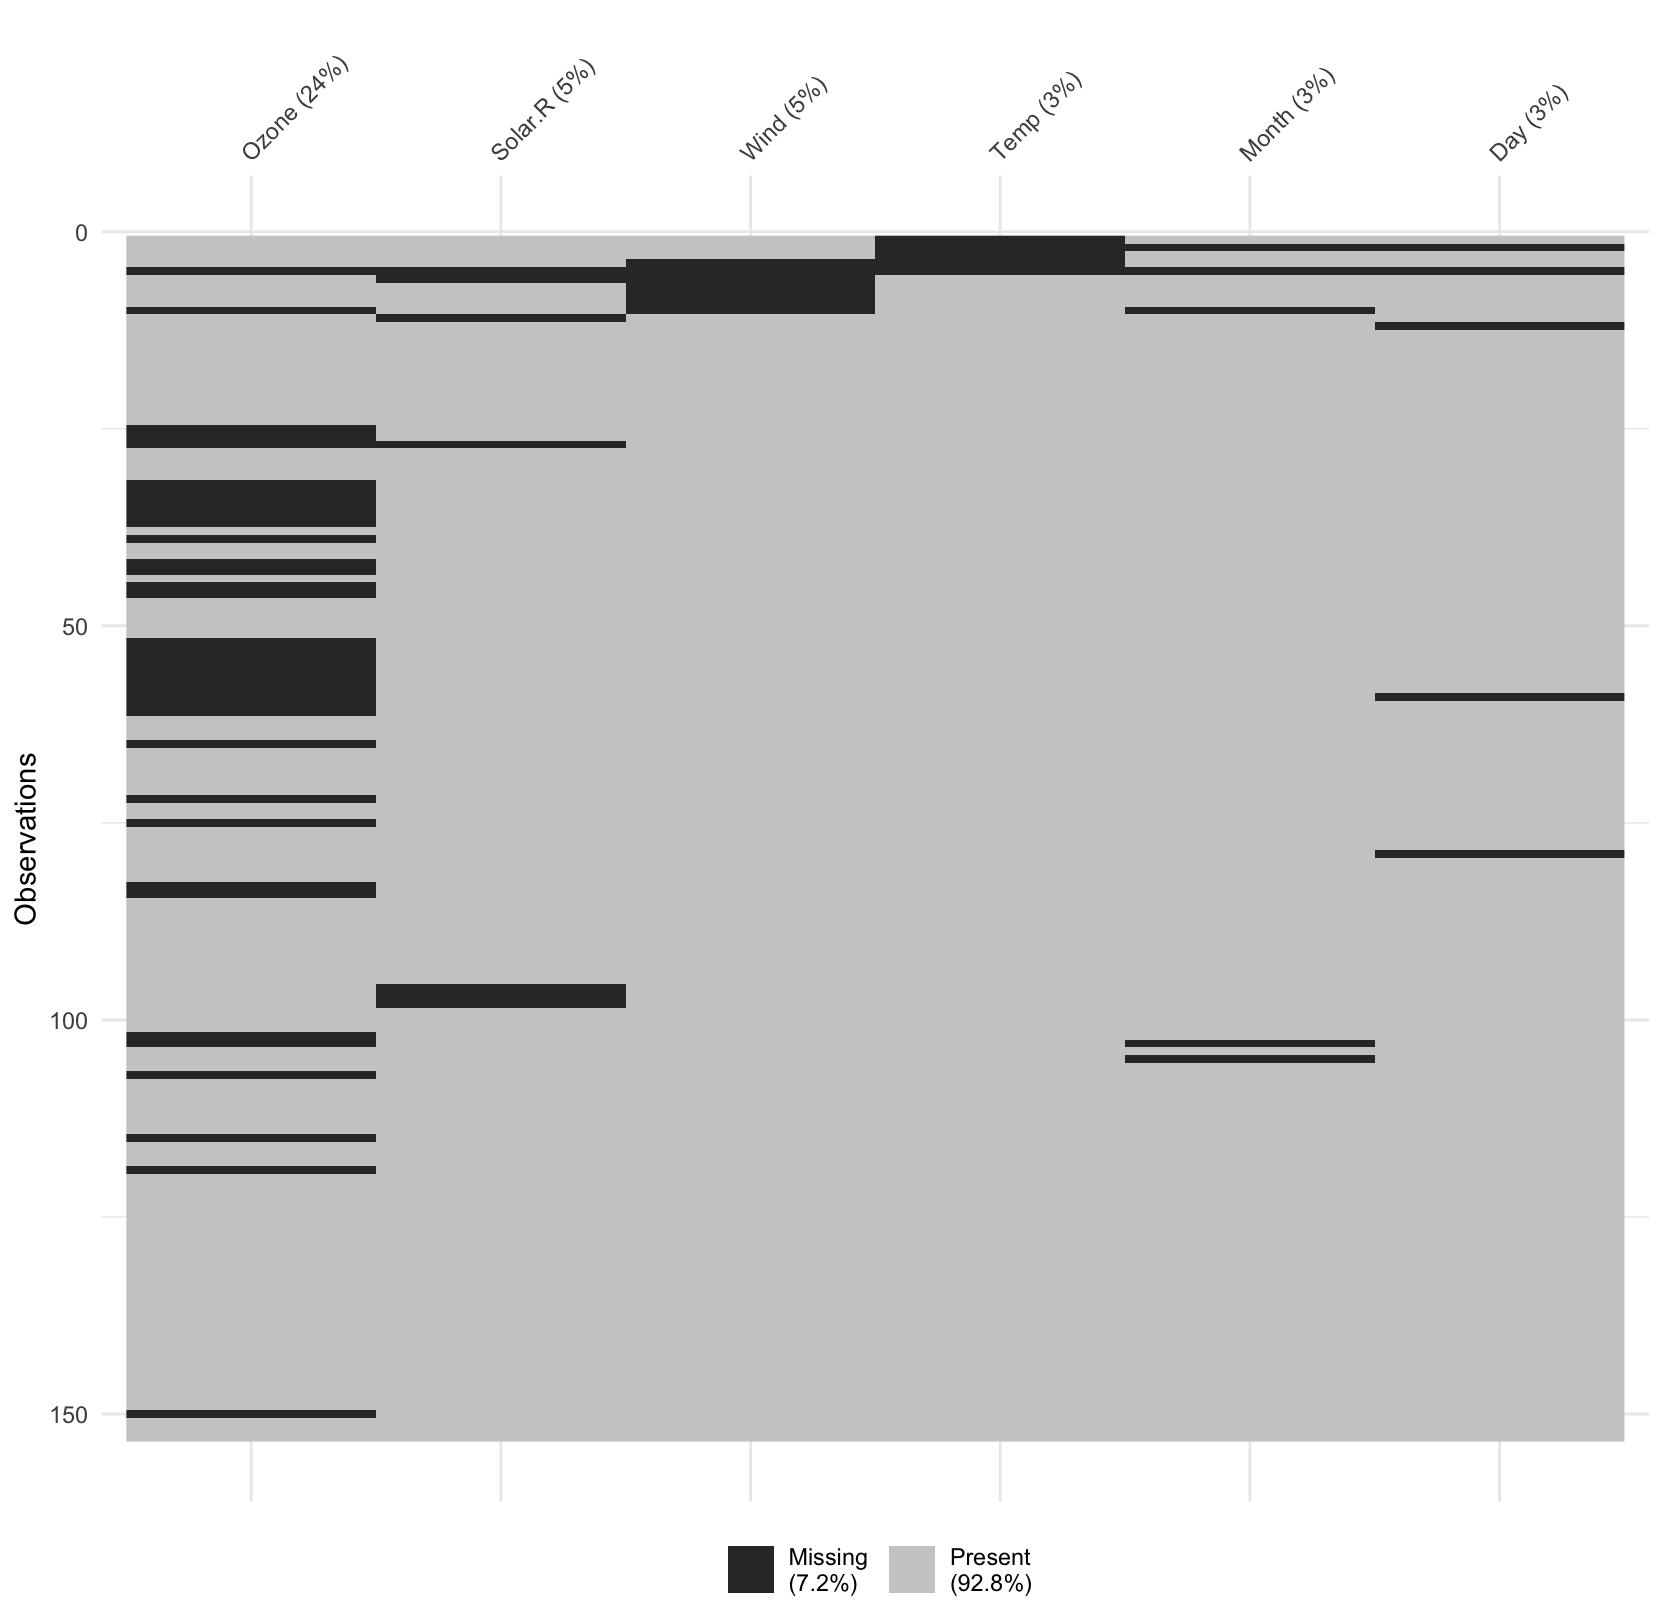 Ozone (24%)
Solar.R (5%)
Wind (5%)
Temp (3%)
Month (3%)
Day (3%)
0
50
100
150
Observations
Missing
(7.2%)
Present
(92.8%)